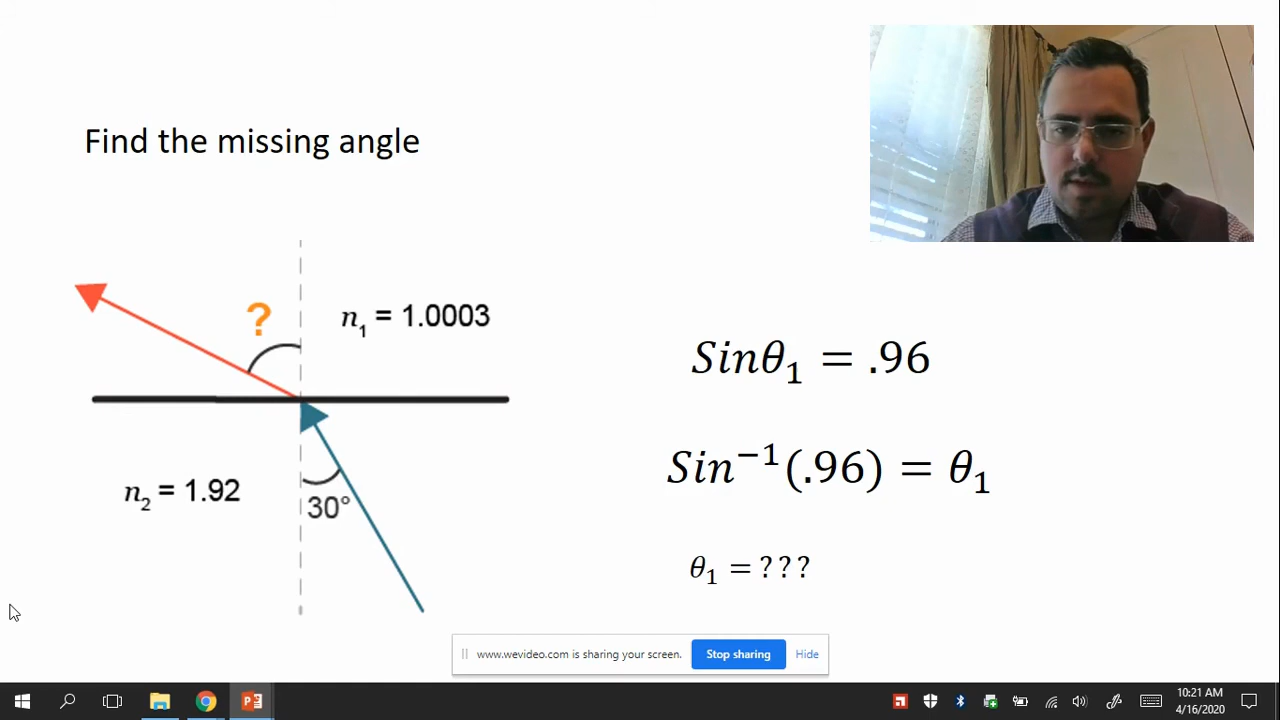 Find the missing angle
?
n₁ = 1.0003
n₂ = 1.92
30°
Sinθ₁ = .96
Sin⁻¹(.96) = θ₁
θ₁ = ???
www.wevideo.com is sharing your screen.
Stop sharing
Hide
10:21 AM
4/16/2020